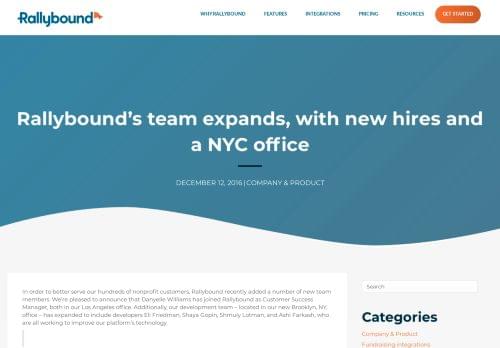 Rallybound
WHY RALLYBOUND
FEATURES
INTEGRATIONS
PRICING
RESOURCES
GET STARTED
Rallybound's team expands, with new hires and
a NYC office
DECEMBER 12, 2016 | COMPANY & PRODUCT
In order to better serve our hundreds of nonprofit customers, Rallybound recently added a number of new team
members. We're pleased to announce that Danyelle Williams has joined Rallybound as Customer Success
Manager, both in our Los Angeles office. Additionally, our development team – located in our new Brooklyn, NY,
office – has expanded to include developers Eli Friedman, Shaya Gopin, Shmuly Lotman, and Ashi Farkash, who
are all working to improve our platform's technology.
Search
Categories
Company & Product
Fundraising Integrations